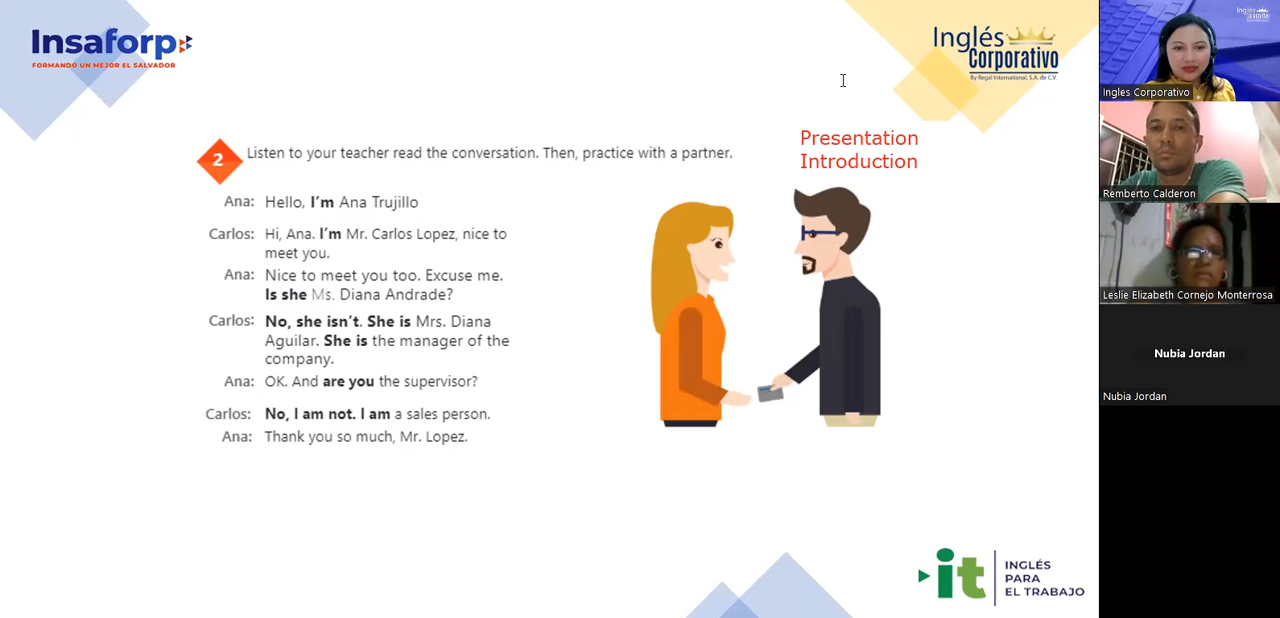 Insaforp
FORMANDO UN MEJOR EL SALVADOR
Inglés
Corporativo
By Regal International, S.A. de C.V.
Presentation
Introduction
2
Listen to your teacher read the conversation. Then, practice with a partner.
Ana: Hello, I'm Ana Trujillo
Carlos: Hi, Ana. I'm Mr. Carlos Lopez, nice to
meet you.
Ana: Nice to meet you too. Excuse me.
Is she Ms. Diana Andrade?
Carlos: No, she isn't. She is Mrs. Diana
Aguilar. She is the manager of the
company.
Ana: OK. And are you the supervisor?
Carlos: No, I am not. I am a sales person.
Ana: Thank you so much, Mr. Lopez.
it
INGLÉS
PARA
EL TRABAJO
Ingles Corporativo
Remberto Calderon
Leslie Elizabeth Cornejo Monterrosa
Nubia Jordan
Nubia Jordan